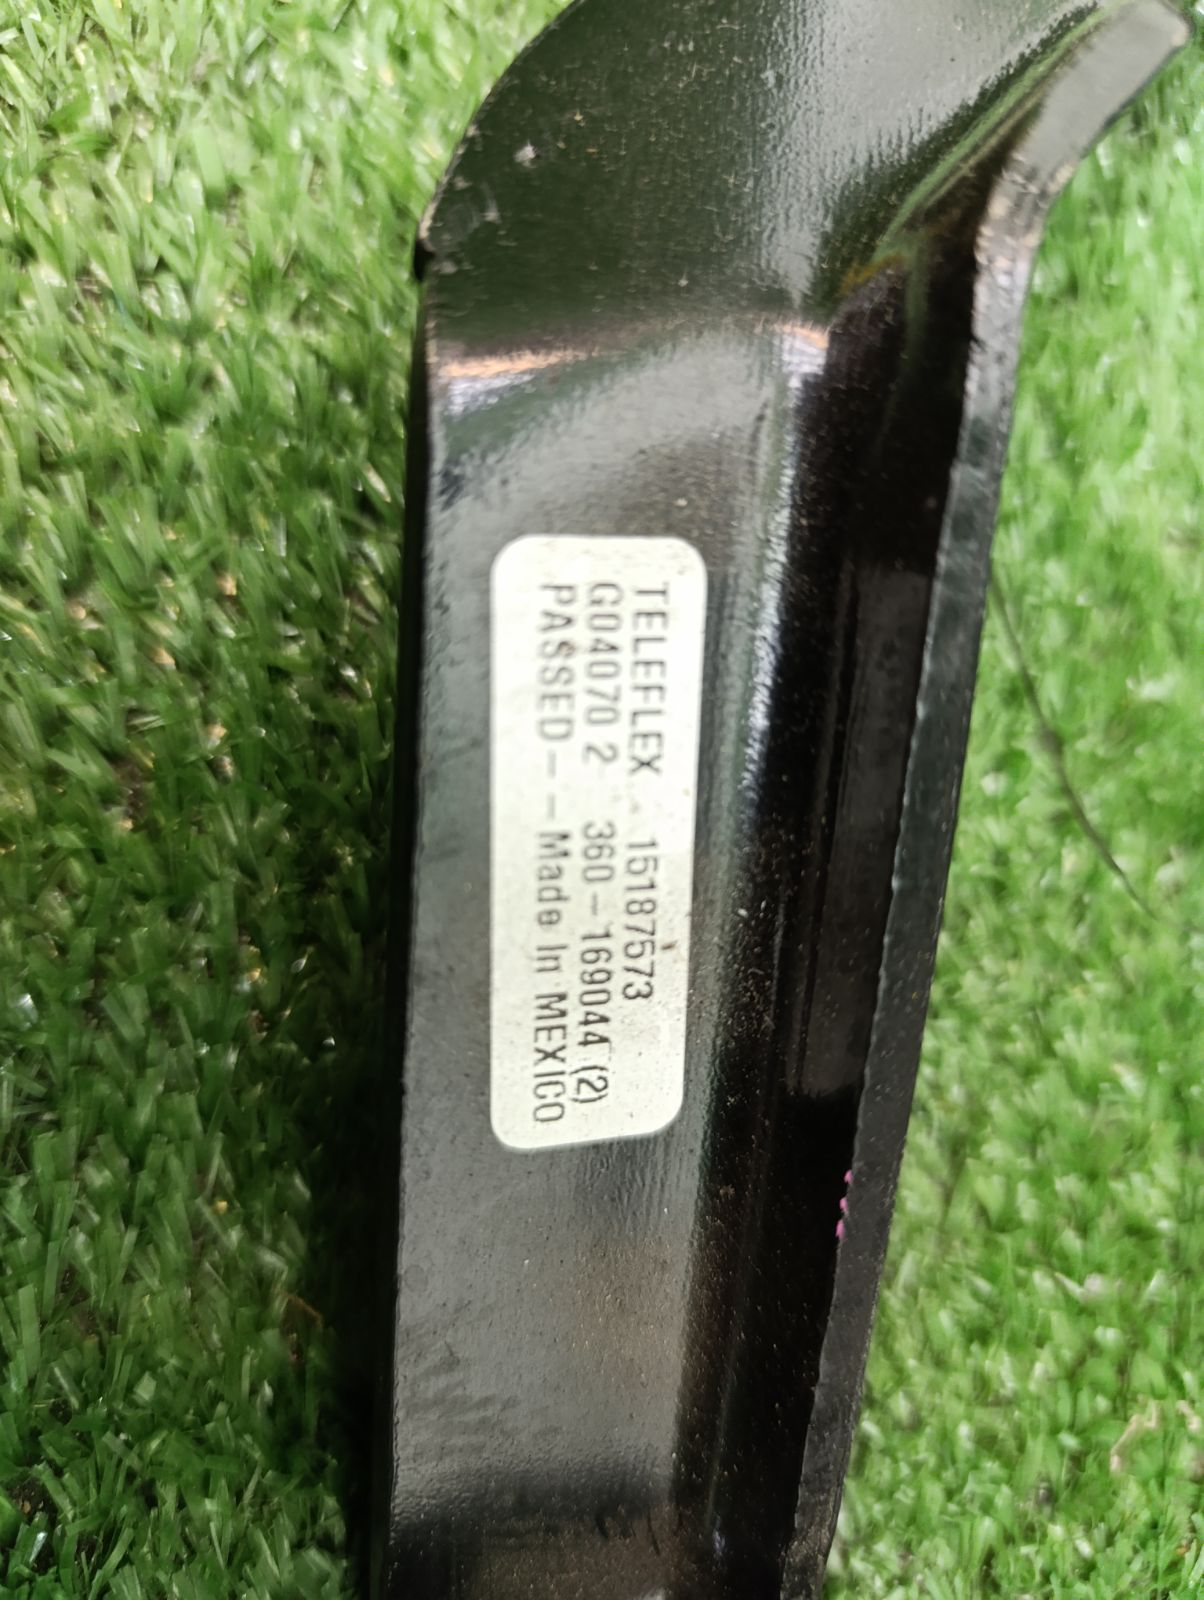 TELEFLEX - 15187573
G04070 2 360-169044 (2)
PASSED--Made In MEXICO